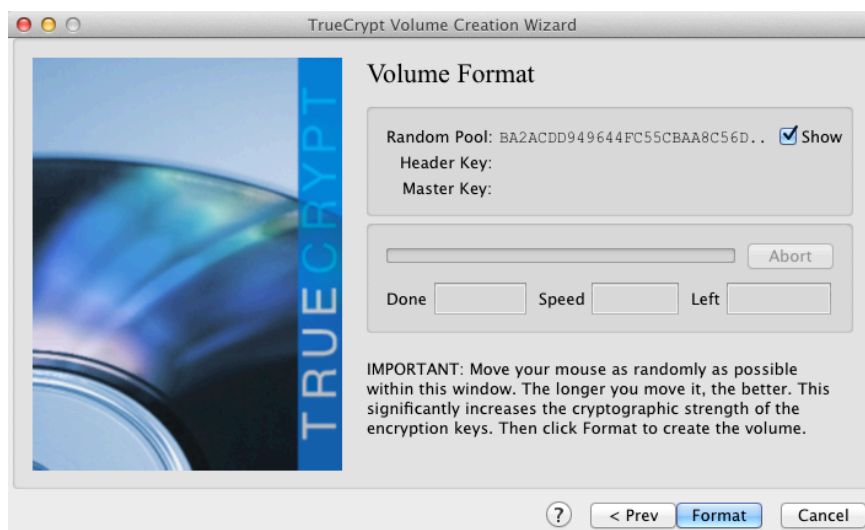 TrueCrypt Volume Creation Wizard
TRUECRYPT
Volume Format
Random Pool: BA2ACDD949644FC55CBAA8C56D.. Show
Header Key:
Master Key:
Abort
Done Speed Left
IMPORTANT: Move your mouse as randomly as possible
within this window. The longer you move it, the better. This
significantly increases the cryptographic strength of the
encryption keys. Then click Format to create the volume.
? < Prev Format Cancel